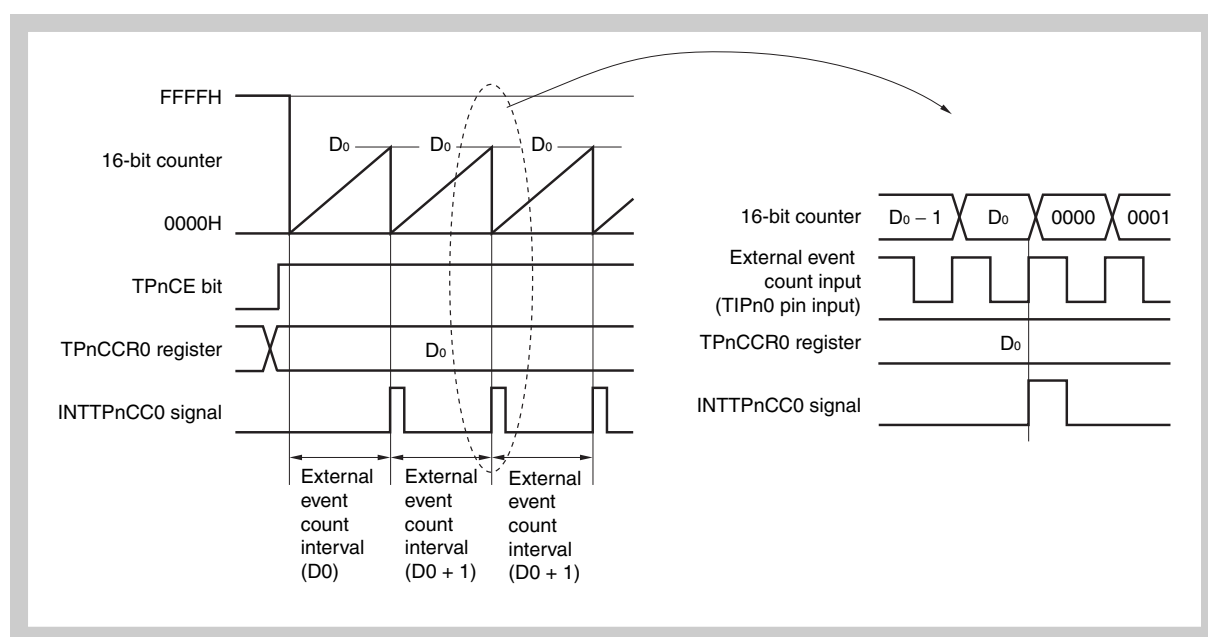 FFFFH
D0 D0 D0
16-bit counter
0000H
TPnCE bit
TPnCCR0 register
D0
INTTPnCC0 signal
External
event
count
interval
(D0)
External
event
count
interval
(D0 + 1)
External
event
count
interval
(D0 + 1)
16-bit counter
D0 – 1 D0 0000 0001
External event
count input
(TIPn0 pin input)
TPnCCR0 register
D0
INTTPnCC0 signal